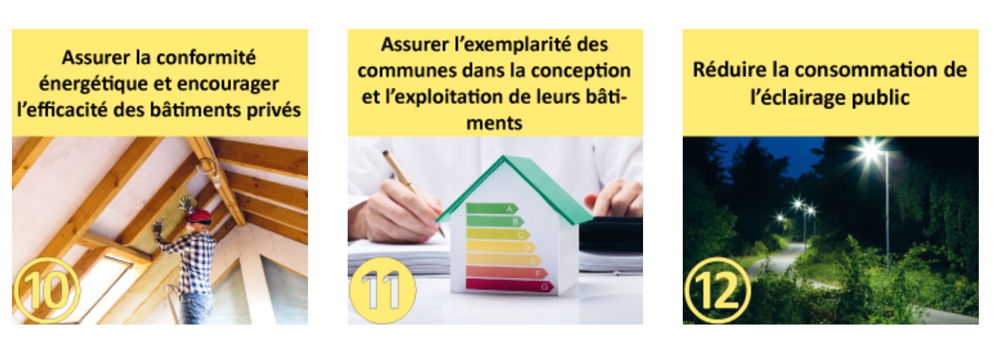 Assurer la conformité
énergétique et encourager
l'efficacité des bâtiments privés
10
Assurer l'exemplarité des
communes dans la conception
et l'exploitation de leurs bâti-
ments
A
B
C
D
E
F
G
11
Réduire la consommation de
l'éclairage public
12